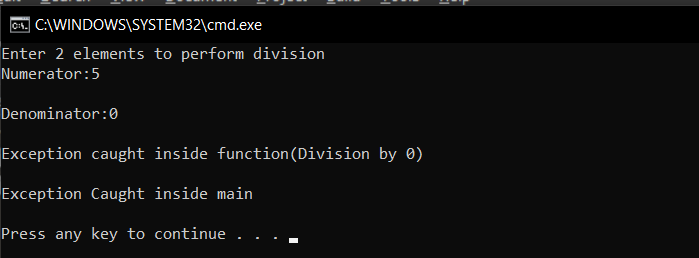 C:\WINDOWS\SYSTEM32\cmd.exe
Enter 2 elements to perform division
Numerator:5
Denominator:0
Exception caught inside function(Division by 0)
Exception Caught inside main
Press any key to continue . . .